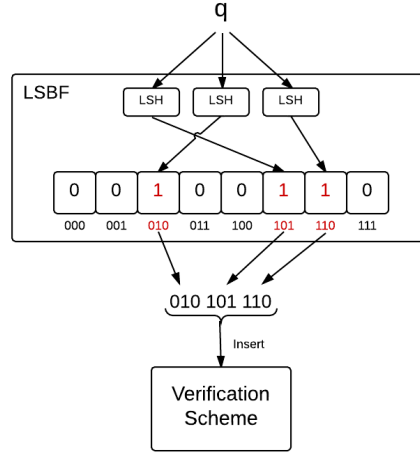 q
LSBF
LSH LSH LSH
0 0 1 0 0 1 1 0
000 001 010 011 100 101 110 111
010 101 110
Insert
Verification
Scheme